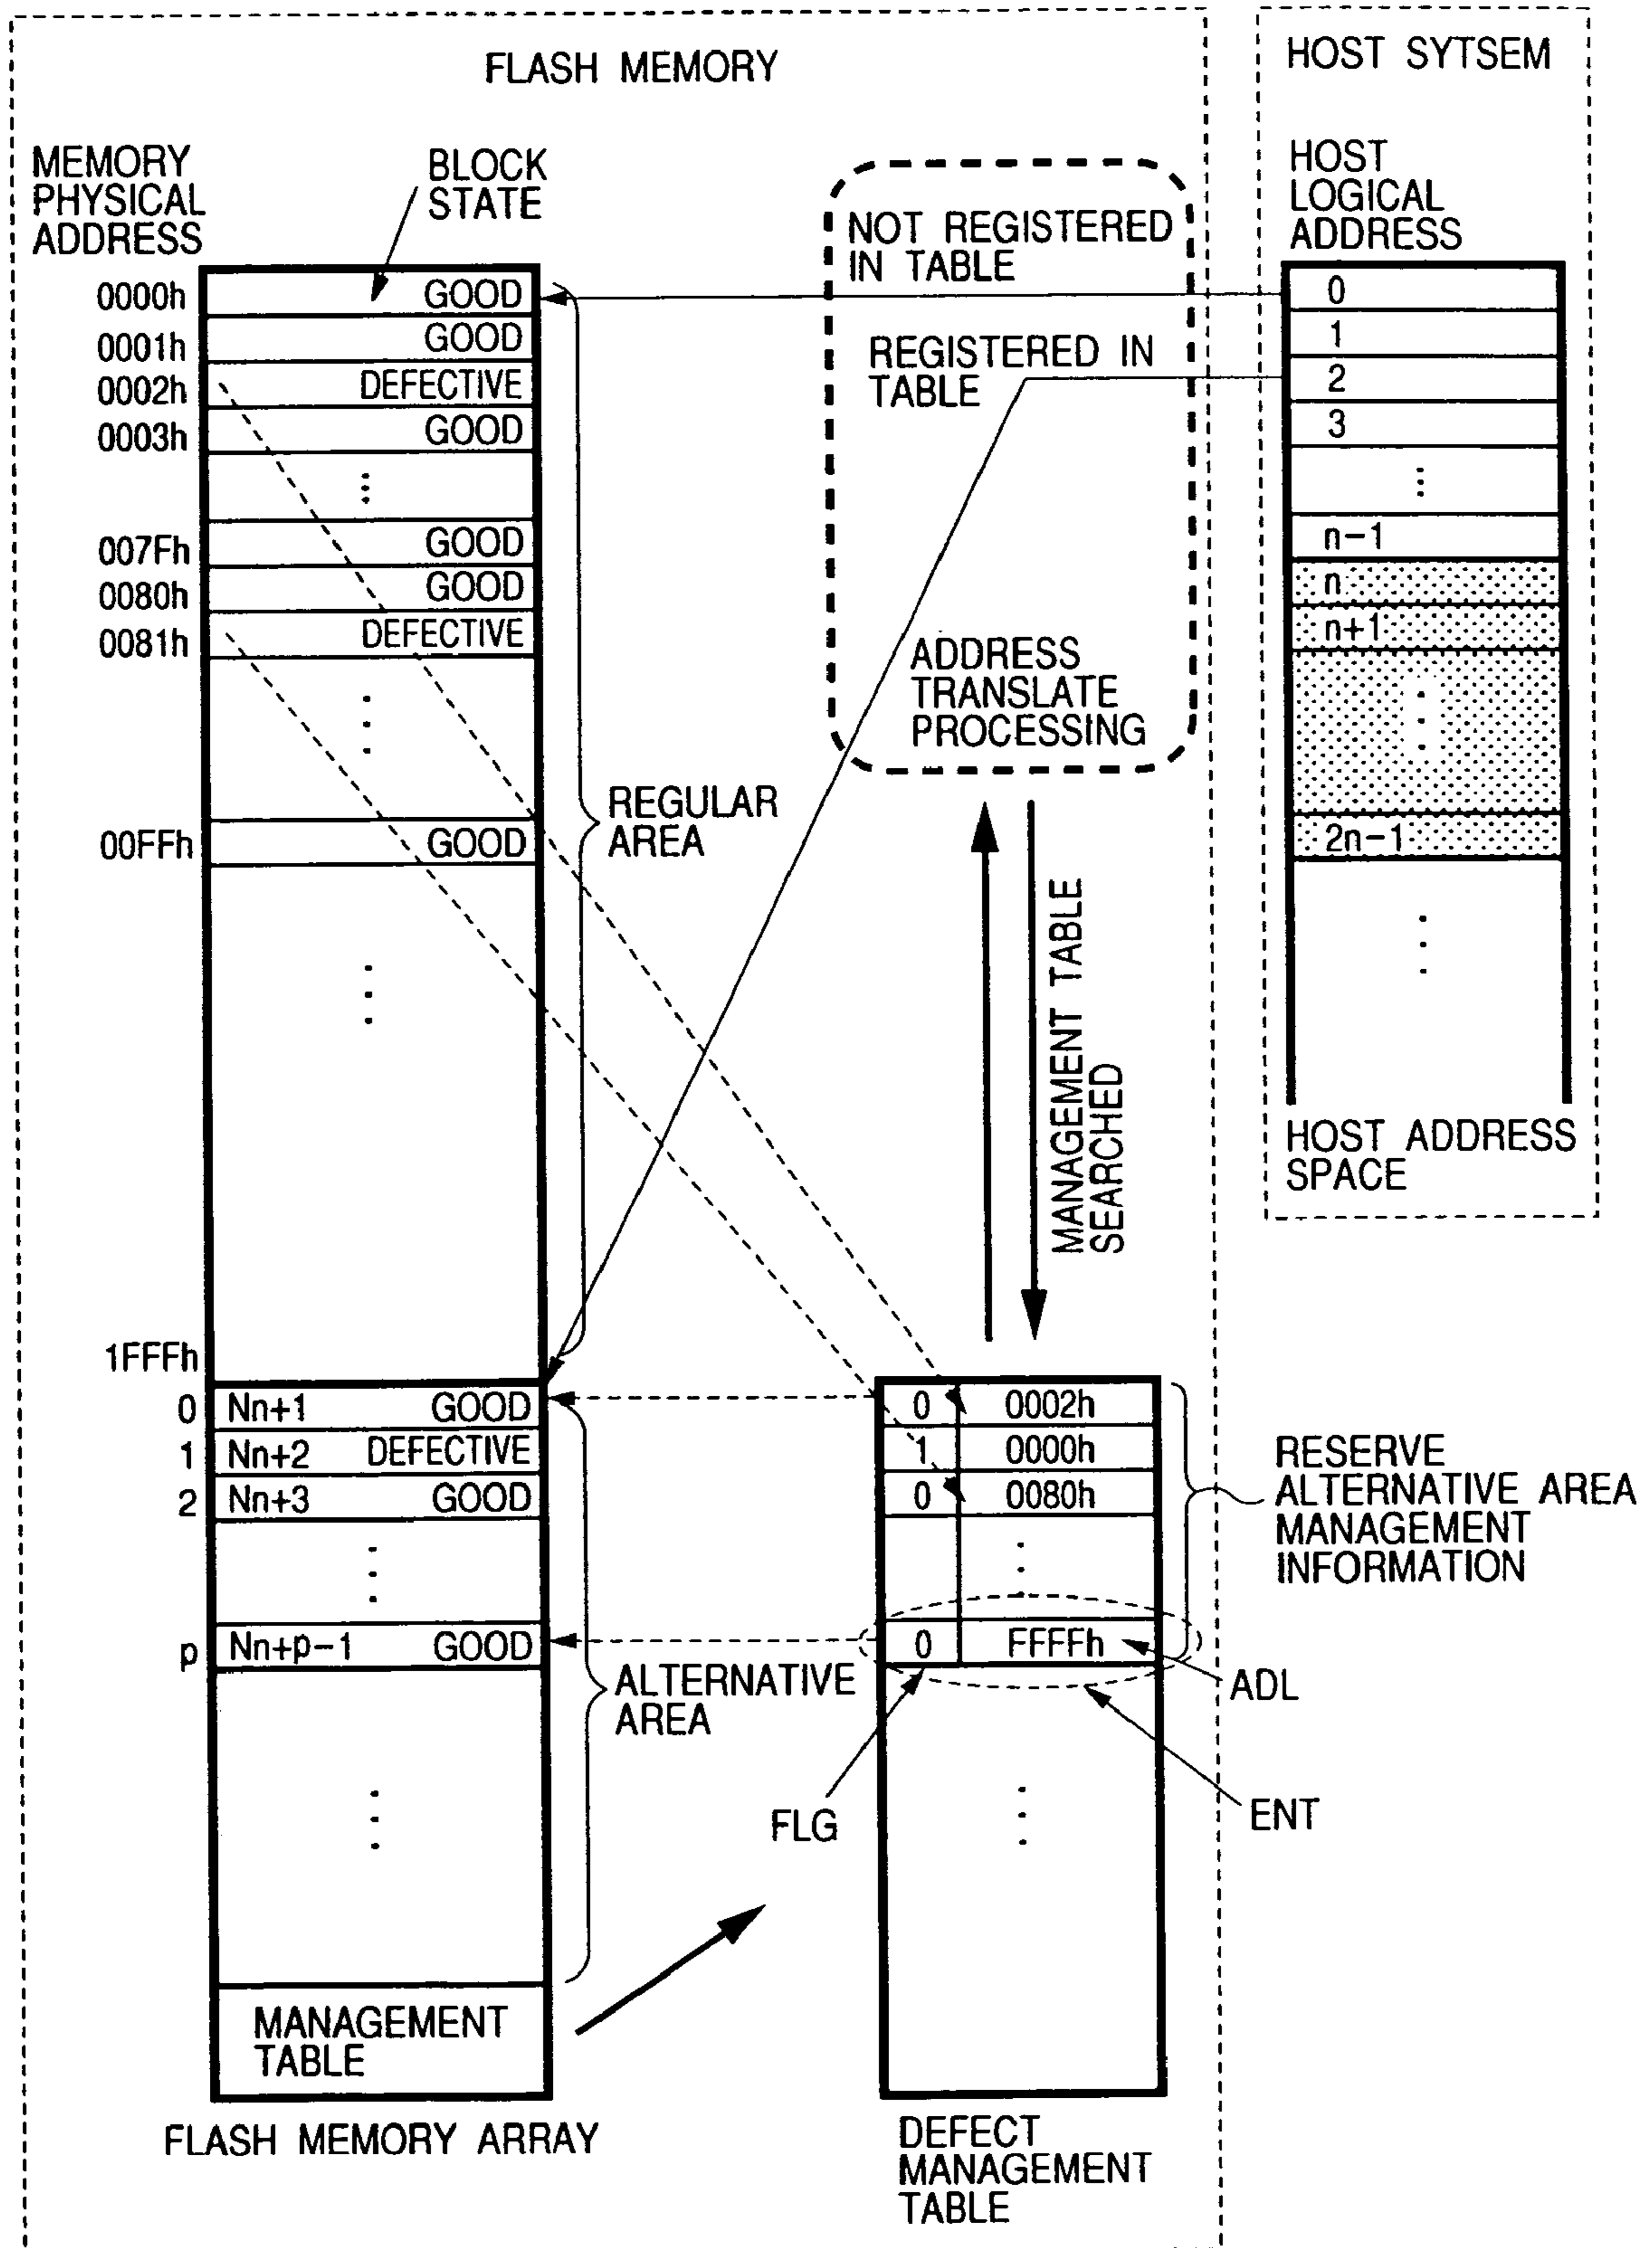 FLASH MEMORY
HOST SYTSEM
MEMORY
PHYSICAL
ADDRESS
BLOCK
STATE
0000h GOOD
0001h GOOD
0002h DEFECTIVE
0003h GOOD
007Fh GOOD
0080h GOOD
0081h DEFECTIVE
00FFh GOOD
1FFFh
REGULAR
AREA
0 Nn+1 GOOD
1 Nn+2 DEFECTIVE
2 Nn+3 GOOD
p Nn+p-1 GOOD
ALTERNATIVE
AREA
MANAGEMENT
TABLE
FLASH MEMORY ARRAY
NOT REGISTERED
IN TABLE
REGISTERED IN
TABLE
ADDRESS
TRANSLATE
PROCESSING
MANAGEMENT TABLE
SEARCHED
0 0002h
1 0000h
0 0080h
0 FFFFh
FLG
DEFECT
MANAGEMENT
TABLE
HOST
LOGICAL
ADDRESS
0
1
2
3
n-1
n
n+1
2n-1
HOST ADDRESS
SPACE
RESERVE
ALTERNATIVE AREA
MANAGEMENT
INFORMATION
ADL
ENT